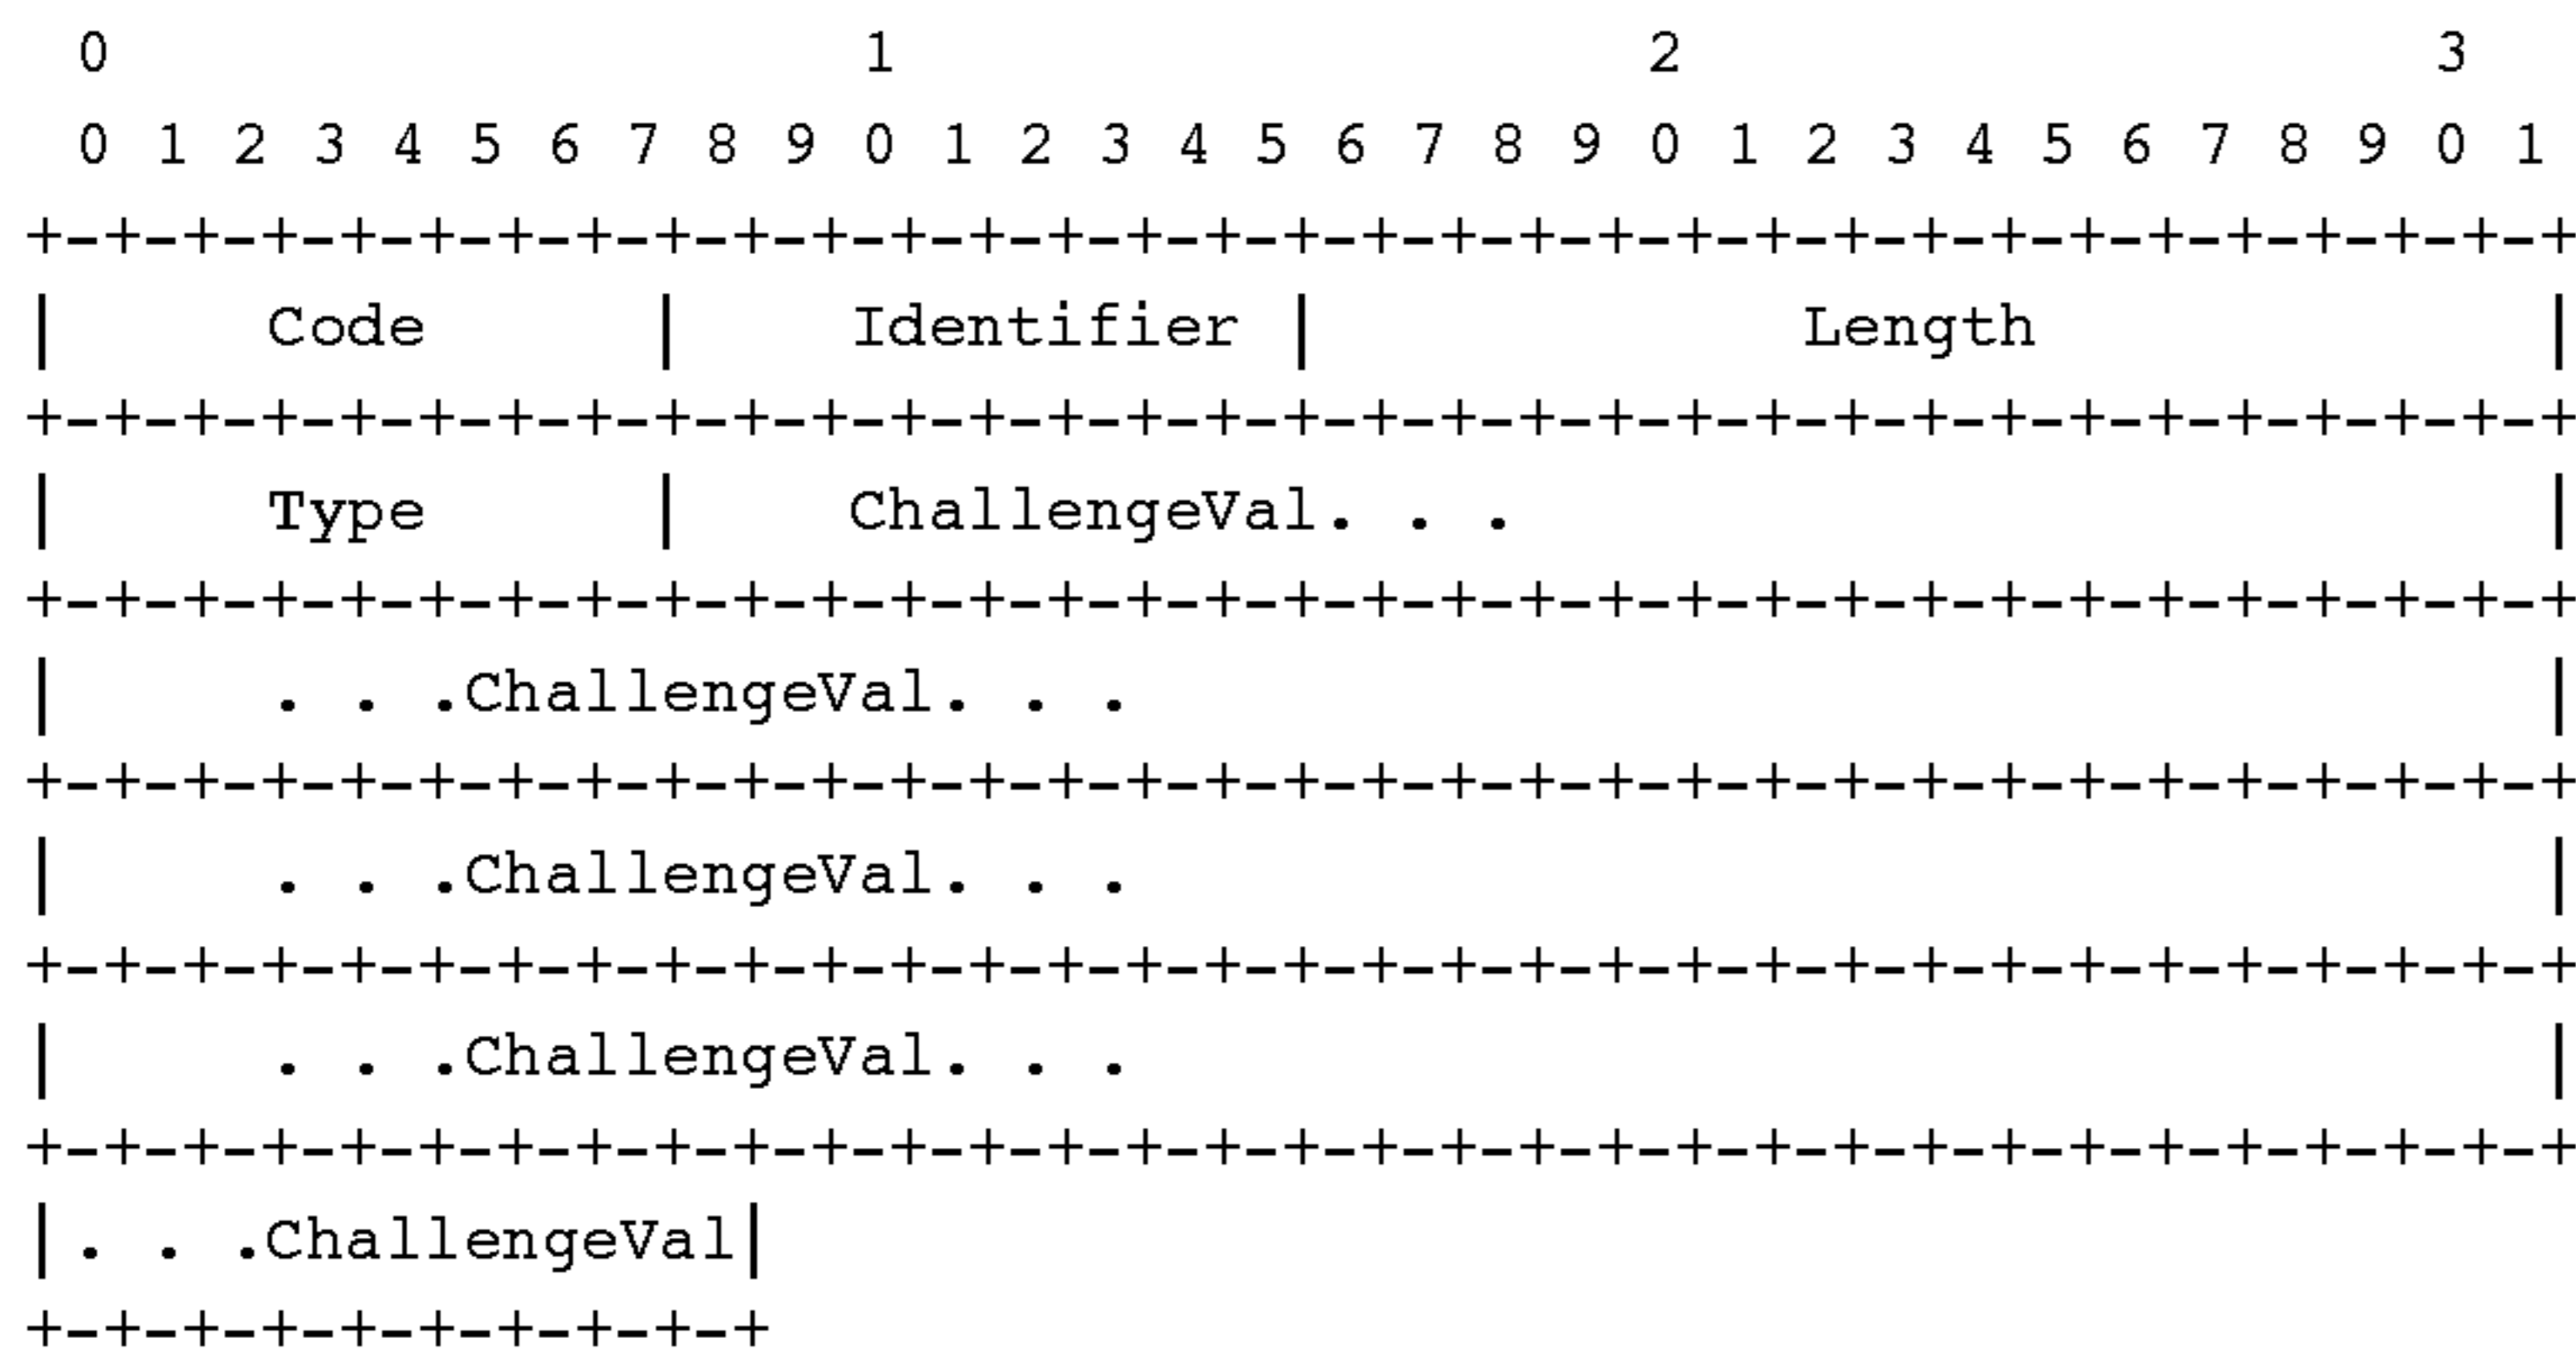 0                   1                   2                   3
 0 1 2 3 4 5 6 7 8 9 0 1 2 3 4 5 6 7 8 9 0 1 2 3 4 5 6 7 8 9 0 1
+-+-+-+-+-+-+-+-+-+-+-+-+-+-+-+-+-+-+-+-+-+-+-+-+-+-+-+-+-+-+-+-+
|     Code      |    Identifier |            Length             |
+-+-+-+-+-+-+-+-+-+-+-+-+-+-+-+-+-+-+-+-+-+-+-+-+-+-+-+-+-+-+-+-+
|     Type      |    ChallengeVal. . .                          |
+-+-+-+-+-+-+-+-+-+-+-+-+-+-+-+-+-+-+-+-+-+-+-+-+-+-+-+-+-+-+-+-+
|     . . .ChallengeVal. . .                                    |
+-+-+-+-+-+-+-+-+-+-+-+-+-+-+-+-+-+-+-+-+-+-+-+-+-+-+-+-+-+-+-+-+
|     . . .ChallengeVal. . .                                    |
+-+-+-+-+-+-+-+-+-+-+-+-+-+-+-+-+-+-+-+-+-+-+-+-+-+-+-+-+-+-+-+-+
|     . . .ChallengeVal. . .                                    |
+-+-+-+-+-+-+-+-+-+-+-+-+-+-+-+-+-+-+-+-+-+-+-+-+-+-+-+-+-+-+-+-+
|. . .ChallengeVal|
+-+-+-+-+-+-+-+-+-+